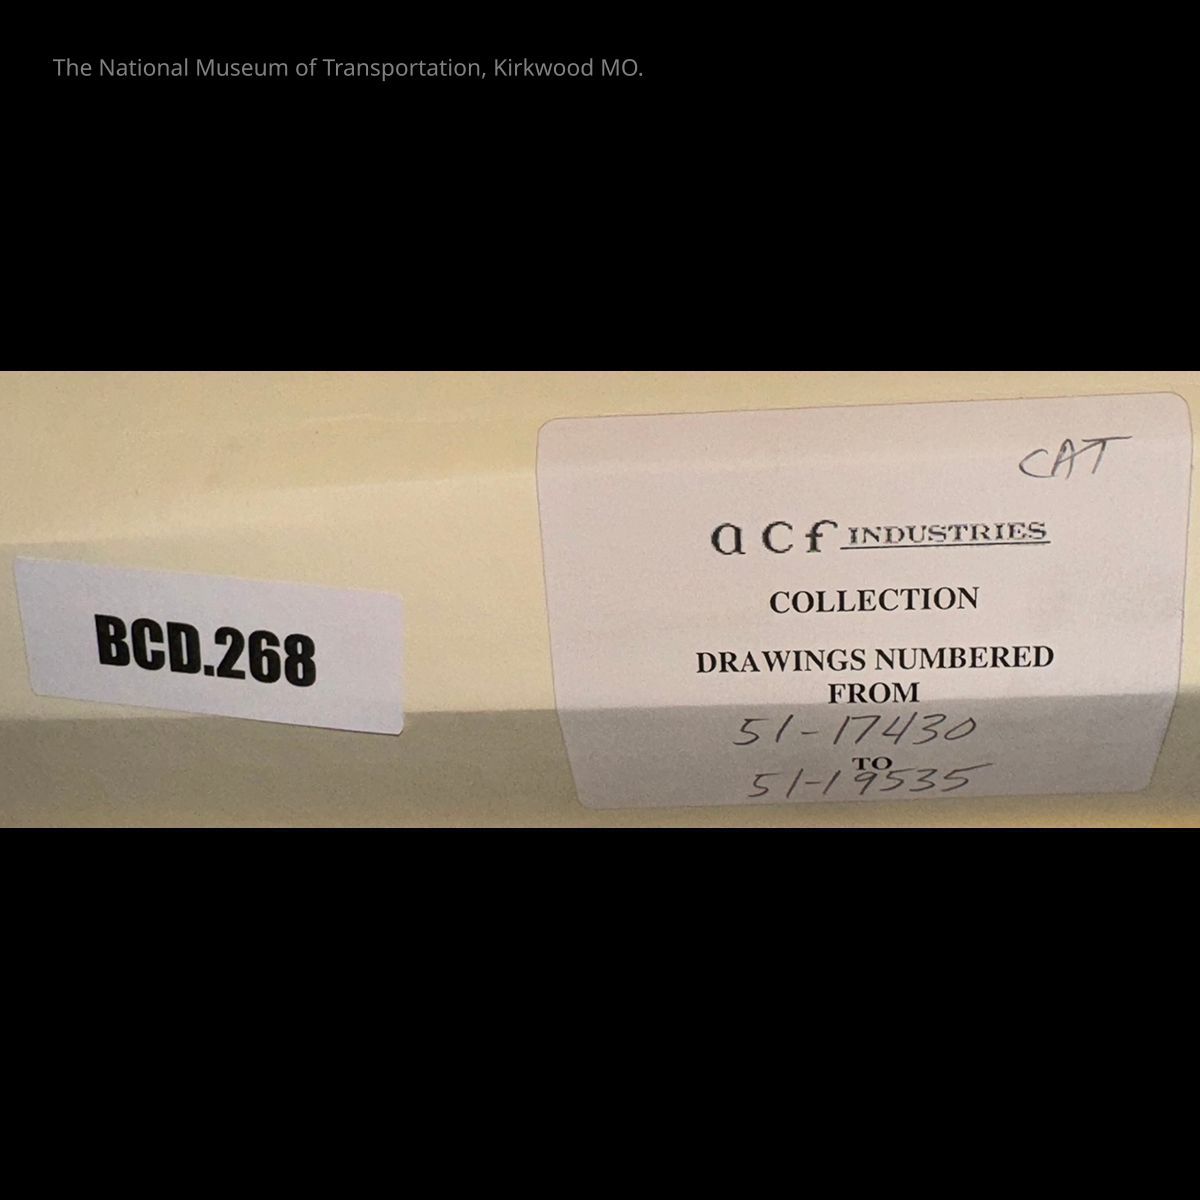 The National Museum of Transportation, Kirkwood MO.
CAT
acf INDUSTRIES
COLLECTION
DRAWINGS NUMBERED
FROM
51-17430
TO
51-19535
BCD.268